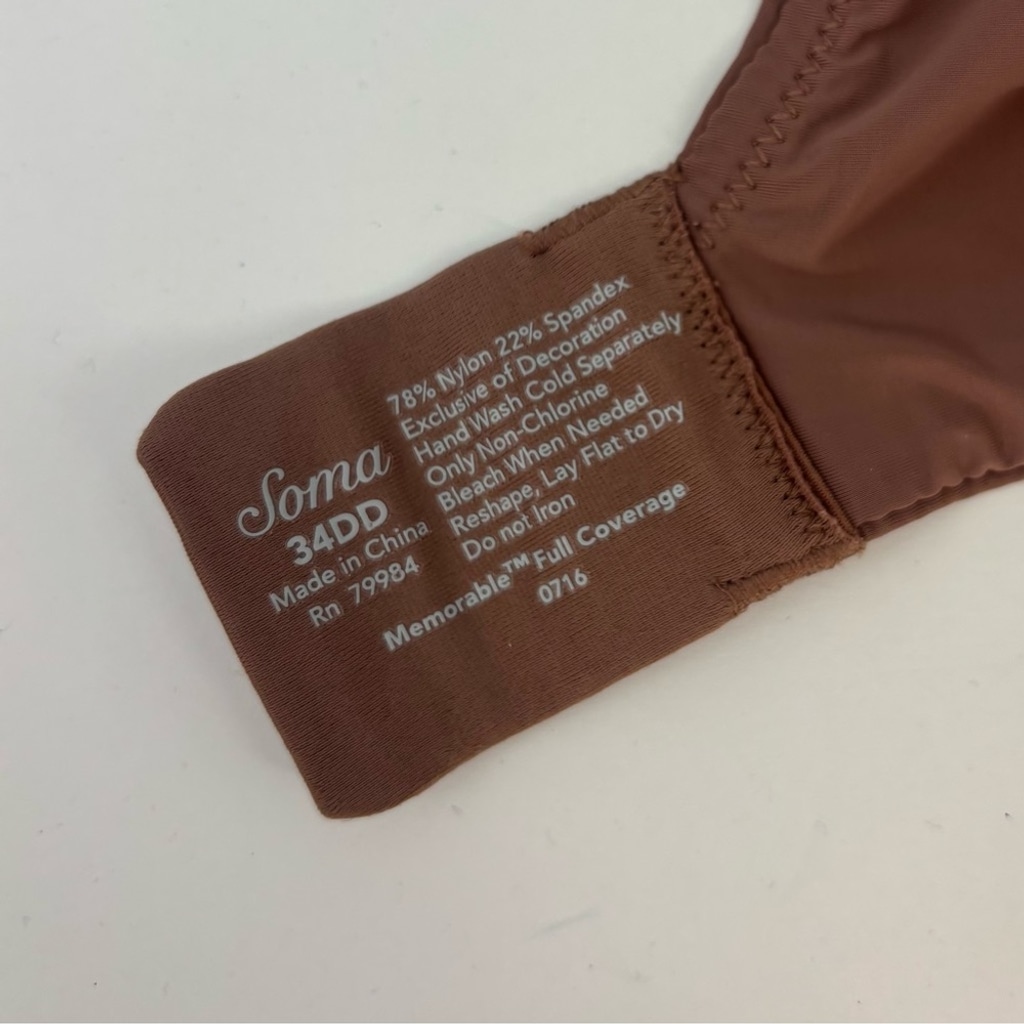 Soma
34DD
Made in China
Rn 79984
78% Nylon 22% Spandex
Exclusive of Decoration
Hand Wash Cold Separately
Only Non-Chlorine
Bleach When Needed
Reshape, Lay Flat to Dry
Do not Iron
Memorable™ Full Coverage
0716